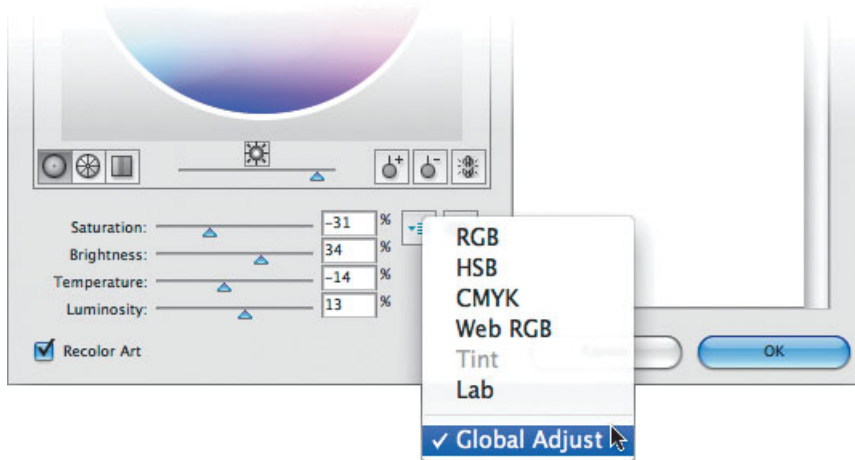 Saturation: -31 %
Brightness: 34 %
Temperature: -14 %
Luminosity: 13 %
Recolor Art
RGB
HSB
CMYK
Web RGB
Tint
Lab
✓ Global Adjust
OK